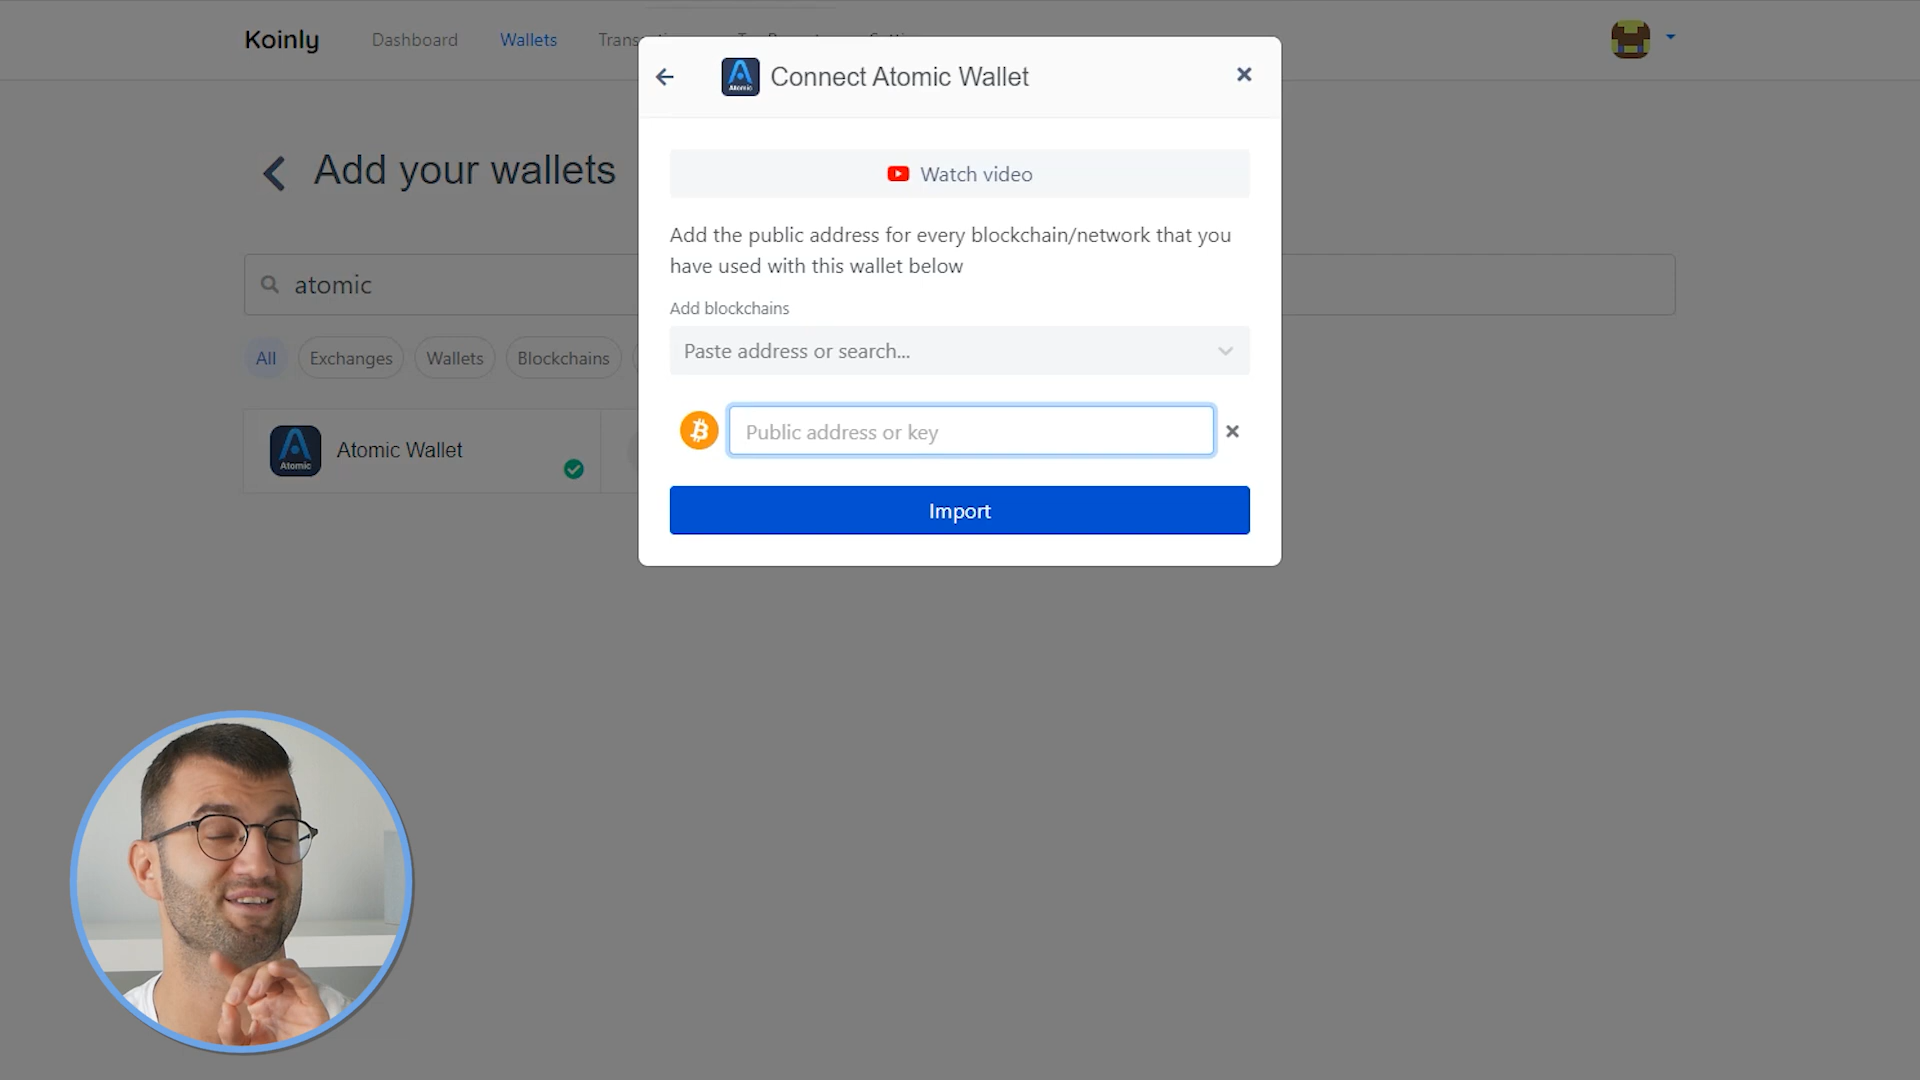 Koinly
Dashboard
Wallets
Connect Atomic Wallet
Add your wallets
Watch video
Add the public address for every blockchain/network that you
have used with this wallet below
atomic
Add blockchains
Paste address or search...
All
Exchanges
Wallets
Blockchains
Public address or key
Atomic
Atomic Wallet
Import